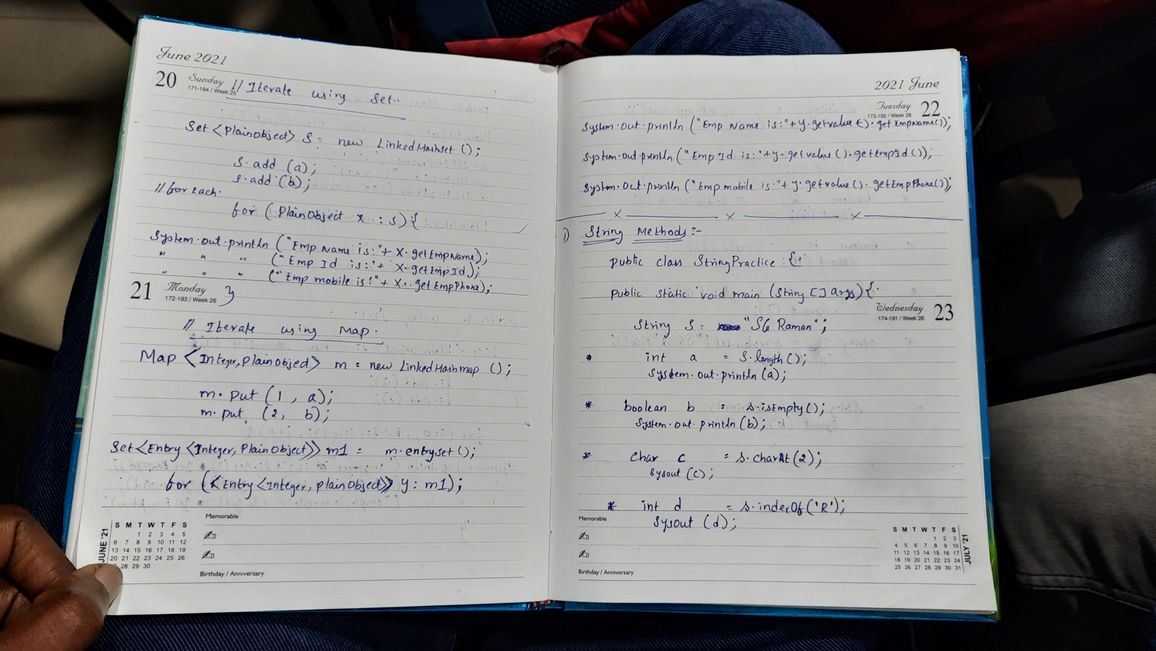 June 2021
20 Sunday
171-194 / Week 25
// Iterate using Set.
Set <PlainObject> S = new LinkedHashSet ();
S.add (a);
S.add (b);
// for Each.
for ( PlainObject x : s) {
System.out.println ("Emp Name is:"+ x.getEmpName);
" " " (" Emp Id is:"+ x.getEmp Id );
" " " (" Emp mobile is:"+ x.getEmpPhone);
21 Monday
172-193 / Week 26
}
// Iterate using Map.
Map <Integer, PlainObject> m = new LinkedHashmap ();
m.put (1 , a);
m.put (2, b);
Set<Entry <Integer, PlainObject>> m1 = m.entrySet ();
for (<Entry<Integer, PlainObject>> y : m1);
JUNE '21
S M T W T F S
1 2 3 4 5
6 7 8 9 10 11 12
13 14 15 16 17 18 19
20 21 22 23 24 25 26
28 29 30
Memorable
Birthday / Anniversary
2021 June
Tuesday 22
173-192 / Week 26
System.out.println ("Emp Name is:"+y.getvalue().getEmpName());
System.out.println ("Emp Id is:"+y.getvalue().getEmpId());
System.out.println ("Emp mobile is:"+y.getvalue().getEmpPhone());
x x x
1) String Methods :-
public class StringPractice {
public static void main (String [] args) {
Wednesday 23
174-191 / Week 26
String S = "SG Raman";
* int a = S.length ();
System.out.println (a);
* boolean b = s.isEmpty();
System.out.println (b);
* Char c = s.charAt(2);
Sysout (c);
* int d = s.indexOf('R');
Sysout (d);
Memorable
Birthday / Anniversary
S M T W T F S
1 2 3
4 5 6 7 8 9 10
11 12 13 14 15 16 17
18 19 20 21 22 23 24
25 26 27 28 29 30 31
JULY '21